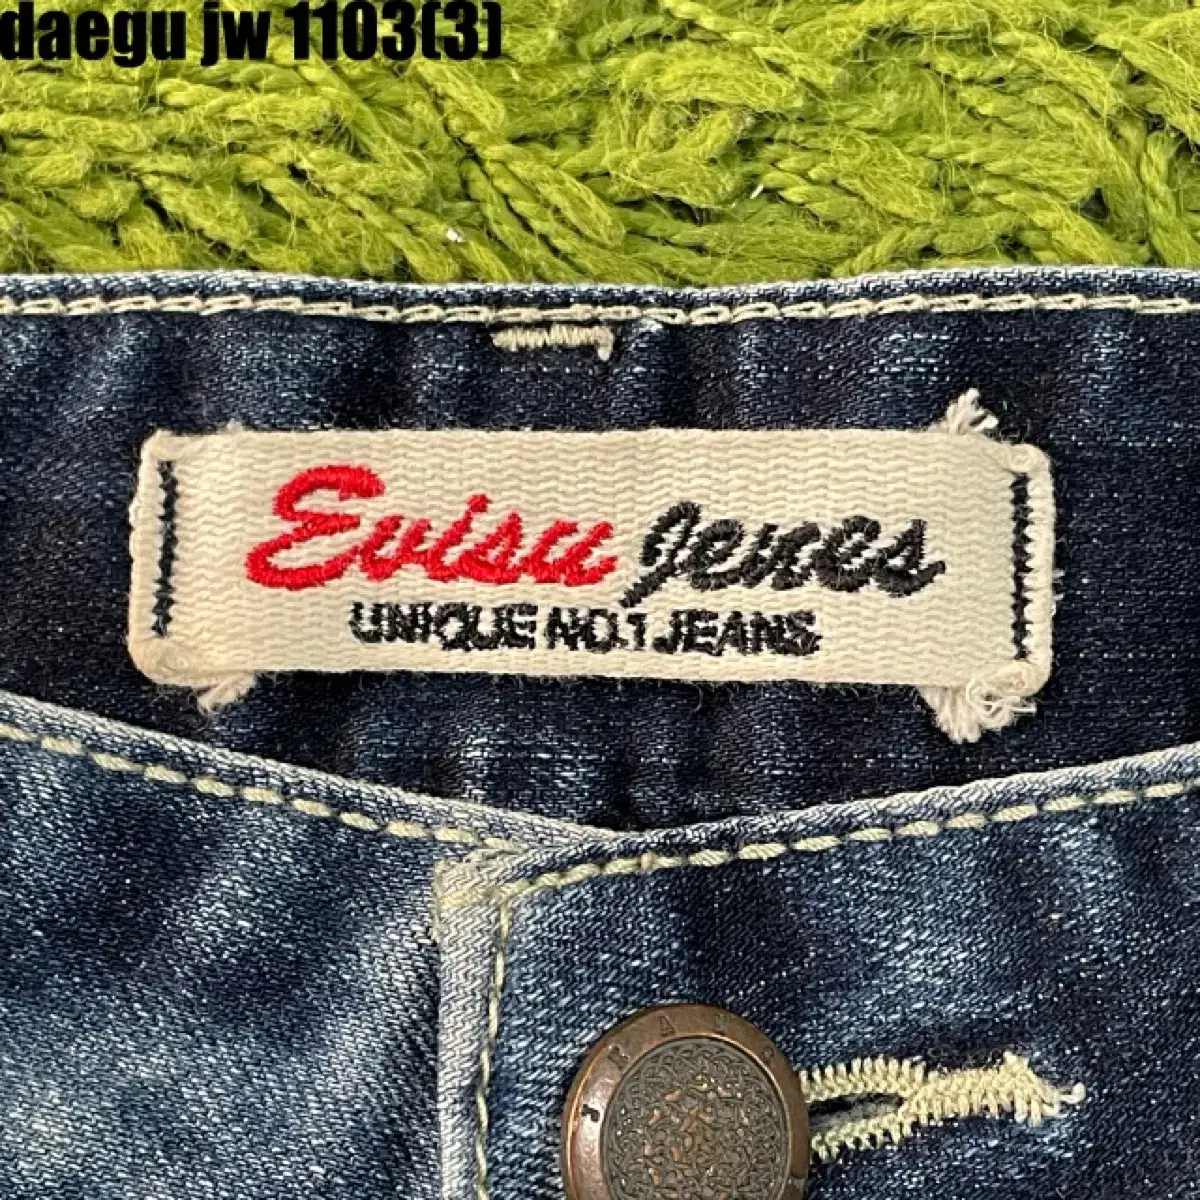 daegu jw 1103(3)
Evisu Jenes
UNIQUE NO.1 JEANS